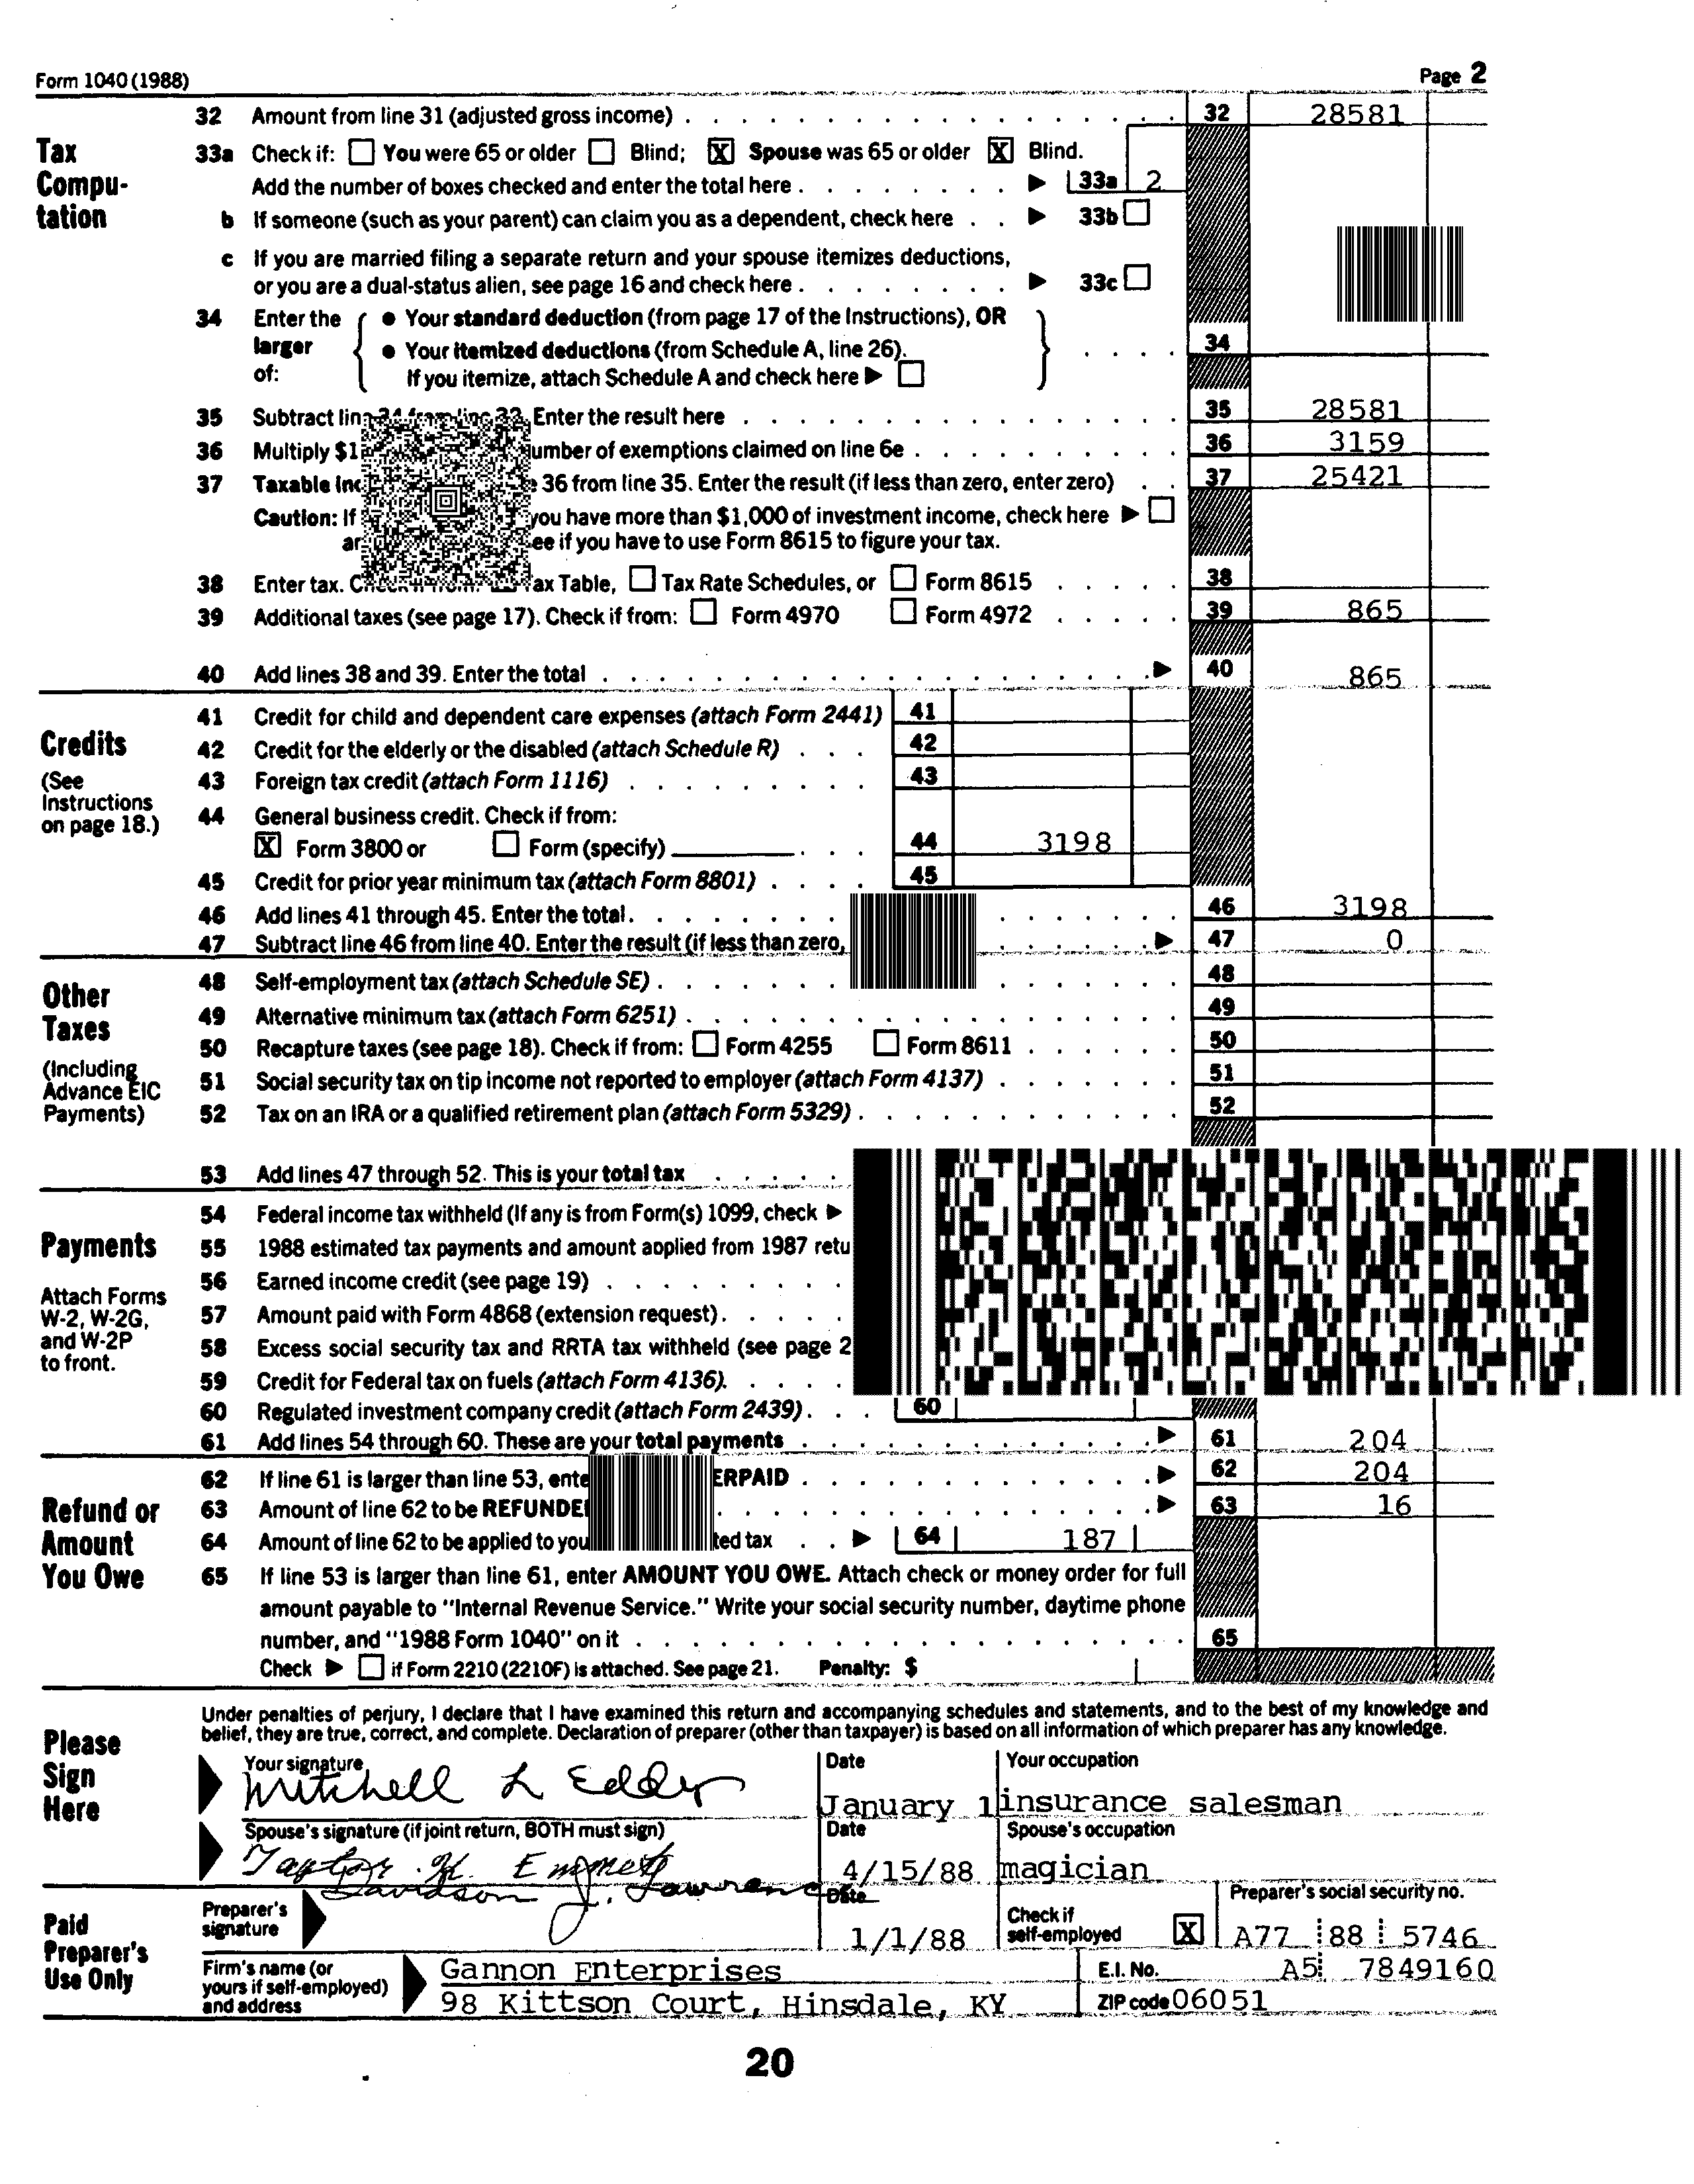 Form 1040 (1988) Page 2
Tax Compu- tation
32 Amount from line 31 (adjusted gross income) . . . . 32 28581
33a Check if: ☐ You were 65 or older ☐ Blind; ☒ Spouse was 65 or older ☒ Blind.
Add the number of boxes checked and enter the total here . . . . ▶ 33a 2
b If someone (such as your parent) can claim you as a dependent, check here . . ▶ 33b ☐
c If you are married filing a separate return and your spouse itemizes deductions,
or you are a dual-status alien, see page 16 and check here . . . . ▶ 33c ☐
34 Enter the larger of: { ● Your standard deduction (from page 17 of the Instructions), OR
● Your itemized deductions (from Schedule A, line 26). } . . . . 34
If you itemize, attach Schedule A and check here ▶ ☐
35 Subtract line 34 from line 32. Enter the result here . . . . 35 28581
36 Multiply $1 umber of exemptions claimed on line 6e . . . . 36 3159
37 Taxable Inc e 36 from line 35. Enter the result (if less than zero, enter zero) . . 37 25421
Caution: If you have more than $1,000 of investment income, check here ▶ ☐
ee if you have to use Form 8615 to figure your tax.
38 Enter tax. Check if from: ax Table, ☐ Tax Rate Schedules, or ☐ Form 8615 . . . . 38
39 Additional taxes (see page 17). Check if from: ☐ Form 4970 ☐ Form 4972 . . . . 39 865
40 Add lines 38 and 39. Enter the total . . . . ▶ 40 865
Credits
(See Instructions on page 18.)
41 Credit for child and dependent care expenses (attach Form 2441) 41
42 Credit for the elderly or the disabled (attach Schedule R) . . . 42
43 Foreign tax credit (attach Form 1116) . . . . 43
44 General business credit. Check if from:
☒ Form 3800 or ☐ Form (specify) . . . 44 3198
45 Credit for prior year minimum tax (attach Form 8801) . . . . 45
46 Add lines 41 through 45. Enter the total . . . . 46 3198
47 Subtract line 46 from line 40. Enter the result (if less than zero, . . . . ▶ 47 0
Other Taxes
(Including Advance EIC Payments)
48 Self-employment tax (attach Schedule SE) . . . . 48
49 Alternative minimum tax (attach Form 6251) . . . . 49
50 Recapture taxes (see page 18). Check if from: ☐ Form 4255 ☐ Form 8611 . . . . 50
51 Social security tax on tip income not reported to employer (attach Form 4137) . . . . 51
52 Tax on an IRA or a qualified retirement plan (attach Form 5329) . . . . 52
53 Add lines 47 through 52. This is your total tax . . . .
Payments
Attach Forms W-2, W-2G, and W-2P to front.
54 Federal income tax withheld (If any is from Form(s) 1099, check ▶
55 1988 estimated tax payments and amount applied from 1987 retu
56 Earned income credit (see page 19) . . . .
57 Amount paid with Form 4868 (extension request) . . . .
58 Excess social security tax and RRTA tax withheld (see page 2
59 Credit for Federal tax on fuels (attach Form 4136). . . . .
60 Regulated investment company credit (attach Form 2439) . . . 60
61 Add lines 54 through 60. These are your total payments . . . . ▶ 61 204
Refund or Amount You Owe
62 If line 61 is larger than line 53, ente ERPAID . . . . ▶ 62 204
63 Amount of line 62 to be REFUNDE . . . . ▶ 63 16
64 Amount of line 62 to be applied to you ted tax . . ▶ 64 187
65 If line 53 is larger than line 61, enter AMOUNT YOU OWE. Attach check or money order for full
amount payable to "Internal Revenue Service." Write your social security number, daytime phone
number, and "1988 Form 1040" on it . . . . 65
Check ▶ ☐ if Form 2210 (2210F) is attached. See page 21. Penalty: $
Please Sign Here
Under penalties of perjury, I declare that I have examined this return and accompanying schedules and statements, and to the best of my knowledge and
belief, they are true, correct, and complete. Declaration of preparer (other than taxpayer) is based on all information of which preparer has any knowledge.
Your signature Date Your occupation
Mitchell L Eddy January 1 insurance salesman
Spouse's signature (if joint return, BOTH must sign) Date Spouse's occupation
Taylor K. Emmett 4/15/88 magician
Paid Preparer's Use Only
Preparer's signature Davidson J. Lawrenc Date 1/1/88 Check if self-employed ☒ Preparer's social security no. A77 88 5746
Firm's name (or yours if self-employed) and address Gannon Enterprises E.I. No. A5 7849160
98 Kittson Court, Hinsdale, KY ZIP code 06051
20